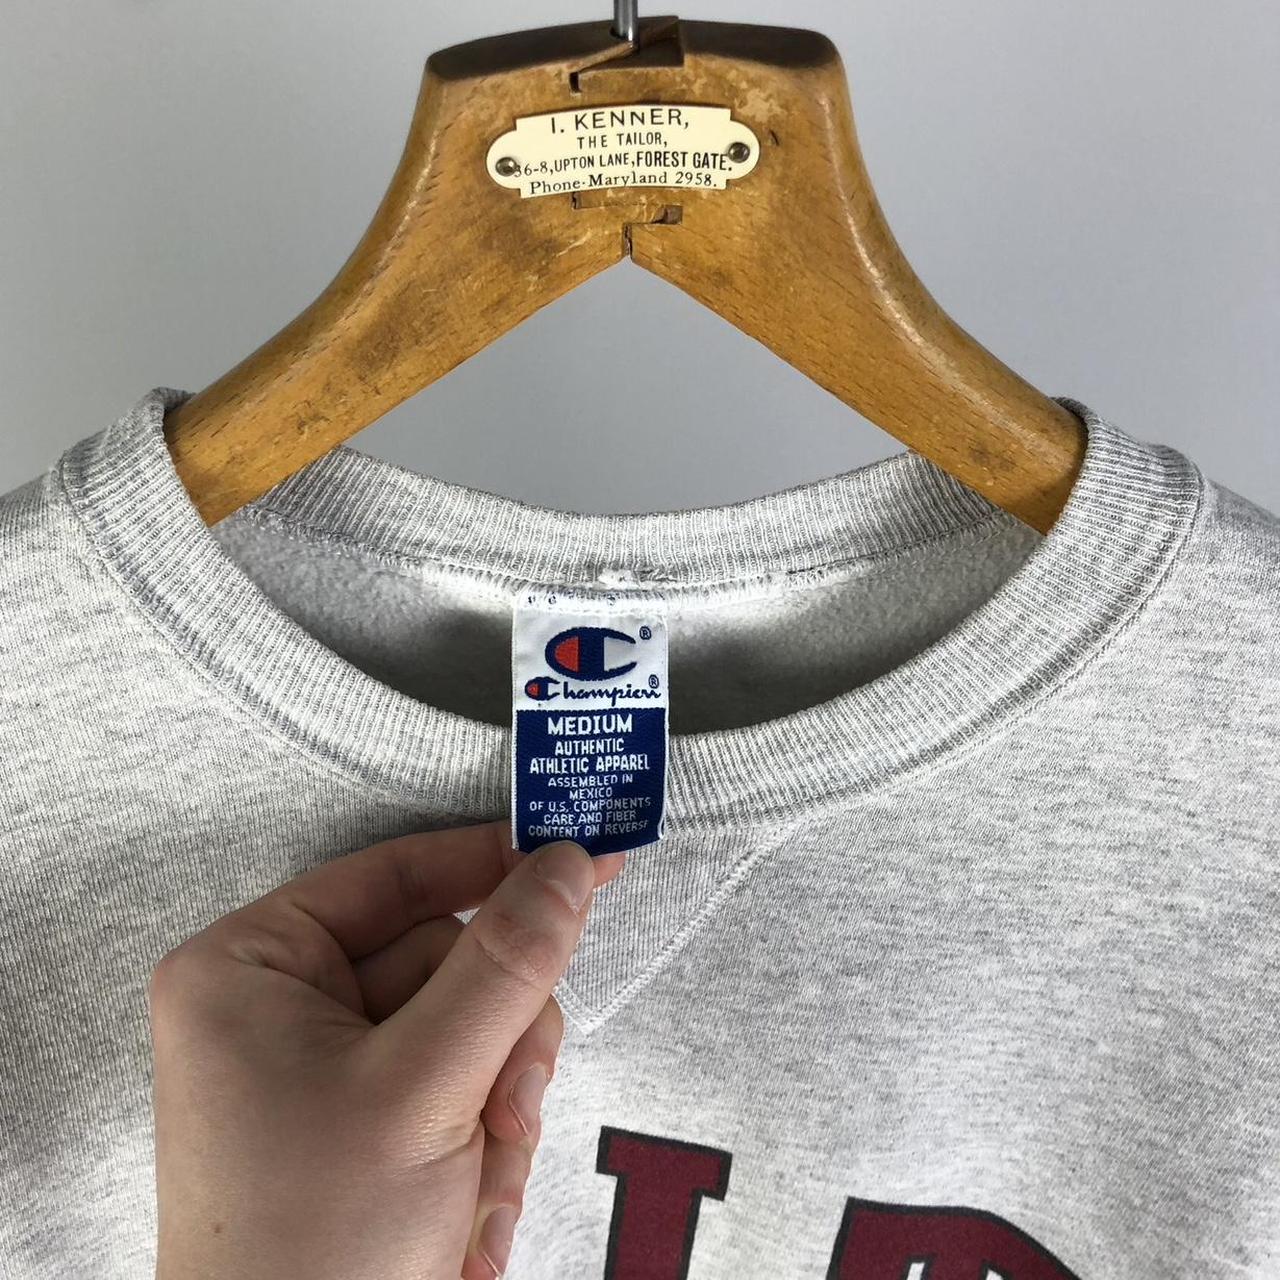 I. KENNER,
THE TAILOR,
36-8, UPTON LANE, FOREST GATE.
Phone-Maryland 2958.
®
Champion®
MEDIUM
AUTHENTIC
ATHLETIC APPAREL
ASSEMBLED IN
MEXICO
OF U.S. COMPONENTS
CARE AND FIBER
CONTENT ON REVERSE